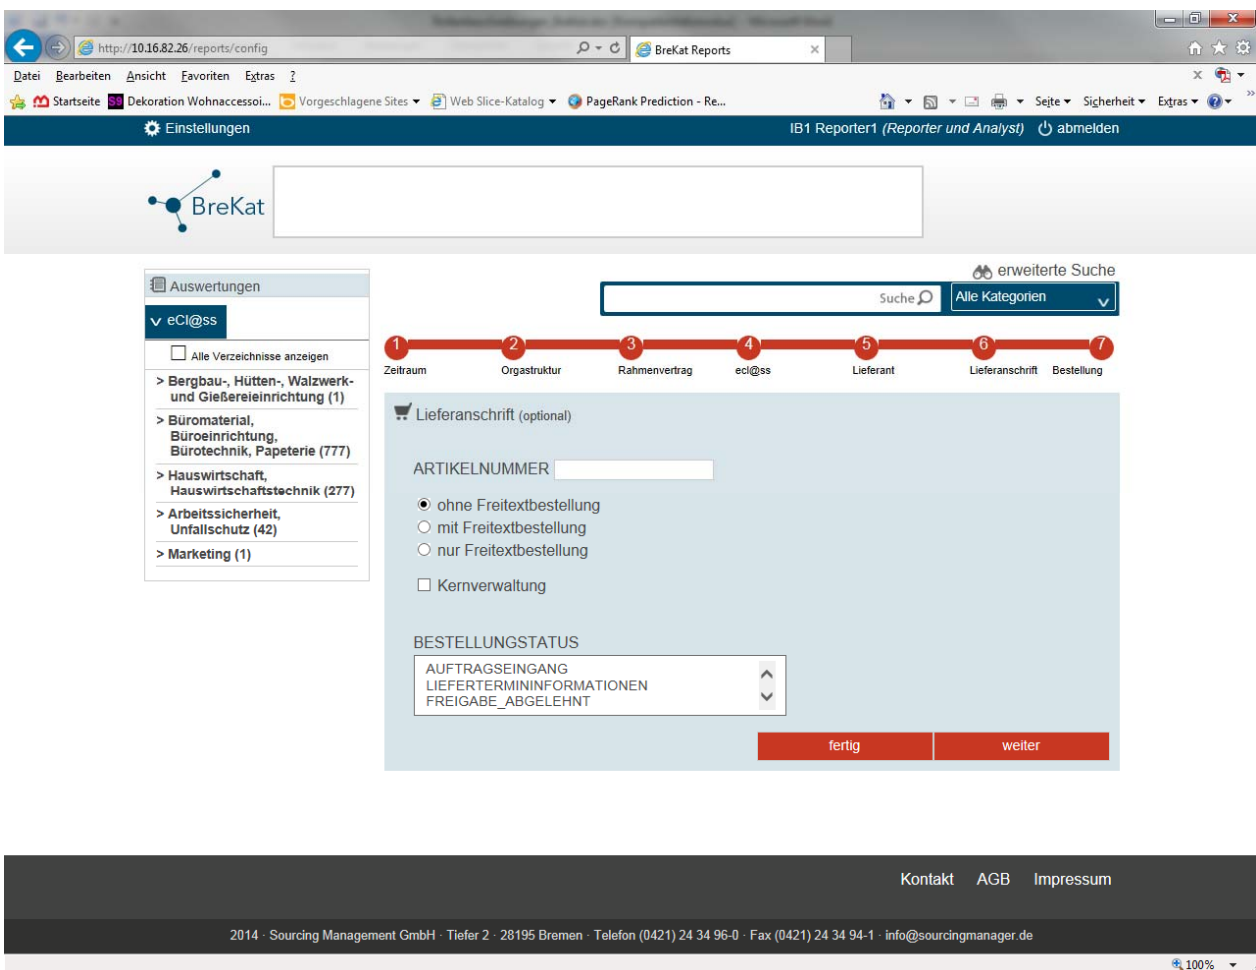 http://10.16.82.26/reports/config
BreKat Reports
Datei Bearbeiten Ansicht Favoriten Extras ?
Startseite S9 Dekoration Wohnaccessoi... Vorgeschlagene Sites Web Slice-Katalog PageRank Prediction - Re... Seite Sicherheit Extras
Einstellungen IB1 Reporter1 (Reporter und Analyst) abmelden
BreKat
erweiterte Suche
Auswertungen
Suche Alle Kategorien
eCl@ss
Alle Verzeichnisse anzeigen
> Bergbau-, Hütten-, Walzwerk-
und Gießereieinrichtung (1)
> Büromaterial,
Büroeinrichtung,
Bürotechnik, Papeterie (777)
> Hauswirtschaft,
Hauswirtschaftstechnik (277)
> Arbeitssicherheit,
Unfallschutz (42)
> Marketing (1)
1 2 3 4 5 6 7
Zeitraum Orgastruktur Rahmenvertrag ecl@ss Lieferant Lieferanschrift Bestellung
Lieferanschrift (optional)
ARTIKELNUMMER
ohne Freitextbestellung
mit Freitextbestellung
nur Freitextbestellung
Kernverwaltung
BESTELLUNGSTATUS
AUFTRAGSEINGANG
LIEFERTERMININFORMATIONEN
FREIGABE_ABGELEHNT
fertig weiter
Kontakt AGB Impressum
2014 · Sourcing Management GmbH · Tiefer 2 · 28195 Bremen · Telefon (0421) 24 34 96-0 · Fax (0421) 24 34 94-1 · info@sourcingmanager.de
100%